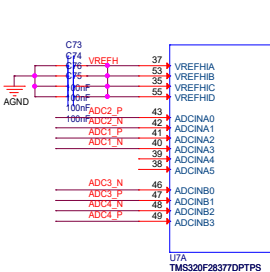 C73
C74
C76
C75
100nF
100nF
100nF
100nF
AGND
VREFH
37 VREFHIA
53 VREFHIB
35 VREFHIC
55 VREFHID
ADC2_P 43 ADCINA0
ADC2_N 42 ADCINA1
ADC1_P 41 ADCINA2
ADC1_N 40 ADCINA3
39 ADCINA4
38 ADCINA5
ADC3_N 46 ADCINB0
ADC3_P 47 ADCINB1
ADC4_N 48 ADCINB2
ADC4_P 49 ADCINB3
U7A
TMS320F28377DPTPS